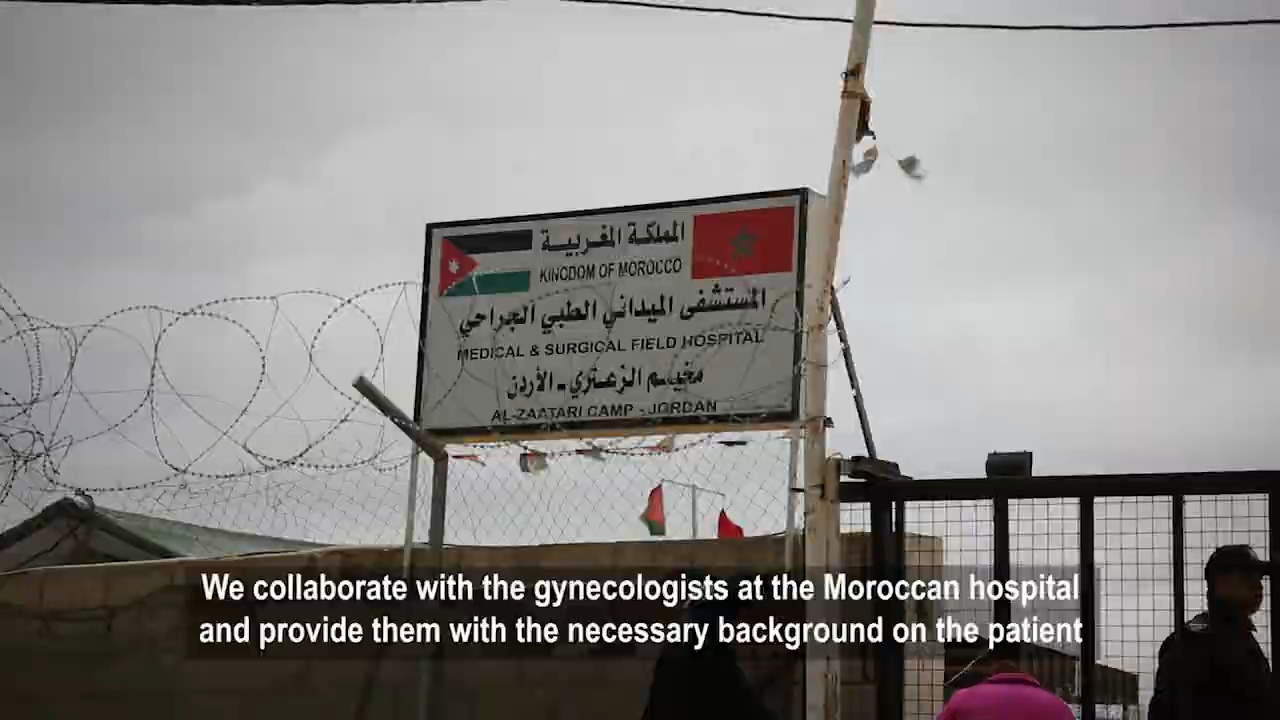 المملكة المغربية
KINGDOM OF MOROCCO
المستشفى الميداني الطبي الجراحي
MEDICAL & SURGICAL FIELD HOSPITAL
مخيم الزعتري - الأردن
AL-ZAATARI CAMP - JORDAN
We collaborate with the gynecologists at the Moroccan hospital
and provide them with the necessary background on the patient